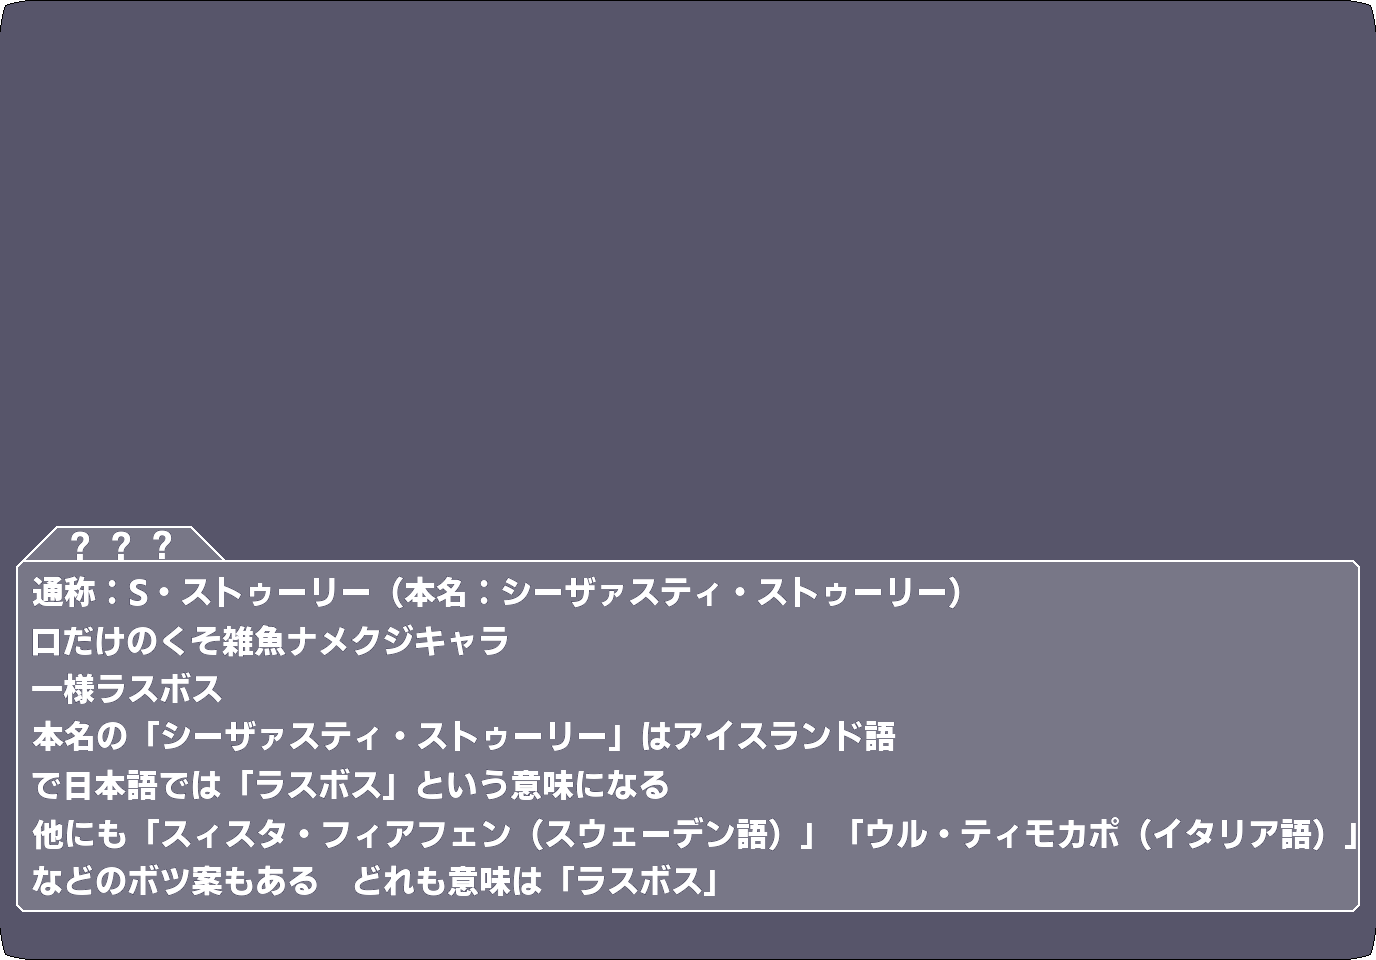 ？？？
通称：S・ストゥーリー（本名：シーザァスティ・ストゥーリー）
口だけのくそ雑魚ナメクジキャラ
一様ラスボス
本名の「シーザァスティ・ストゥーリー」はアイスランド語
で日本語では「ラスボス」という意味になる
他にも「スィスタ・フィアフェン（スウェーデン語）」「ウル・ティモカポ（イタリア語）」
などのボツ案もある　どれも意味は「ラスボス」